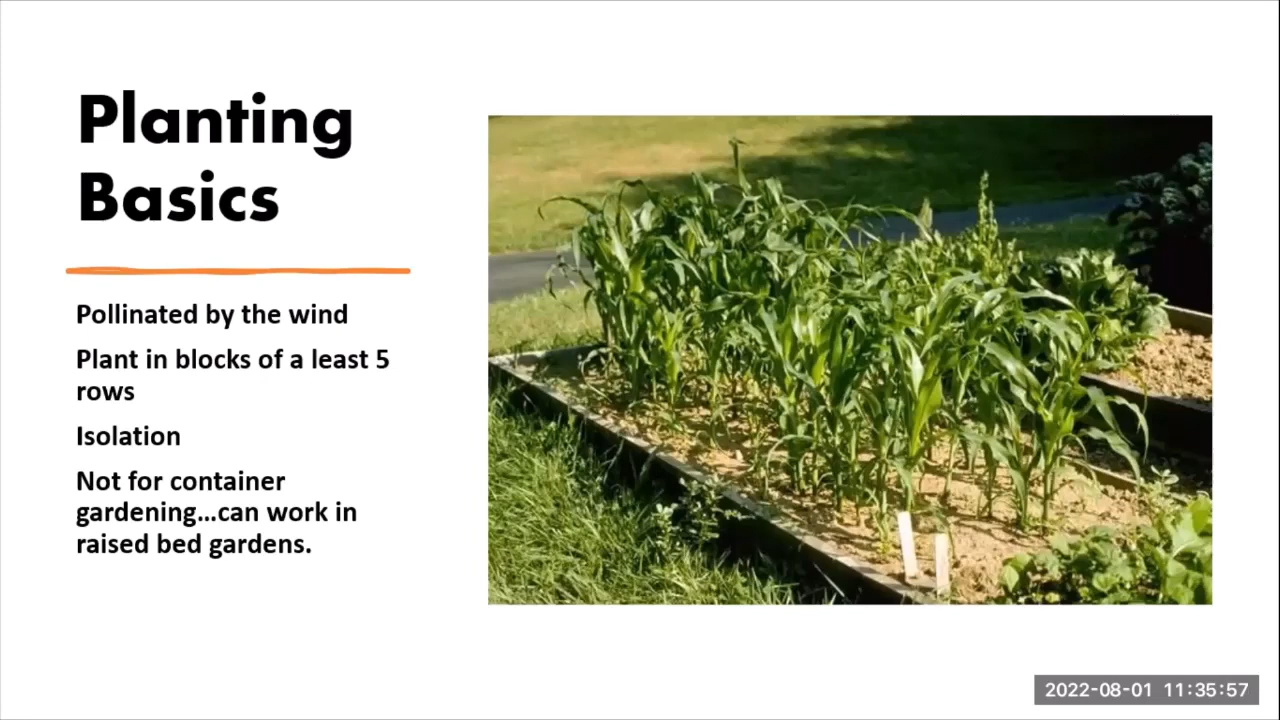 Planting
Basics
Pollinated by the wind
Plant in blocks of a least 5
rows
Isolation
Not for container
gardening...can work in
raised bed gardens.
2022-08-01 11:35:57